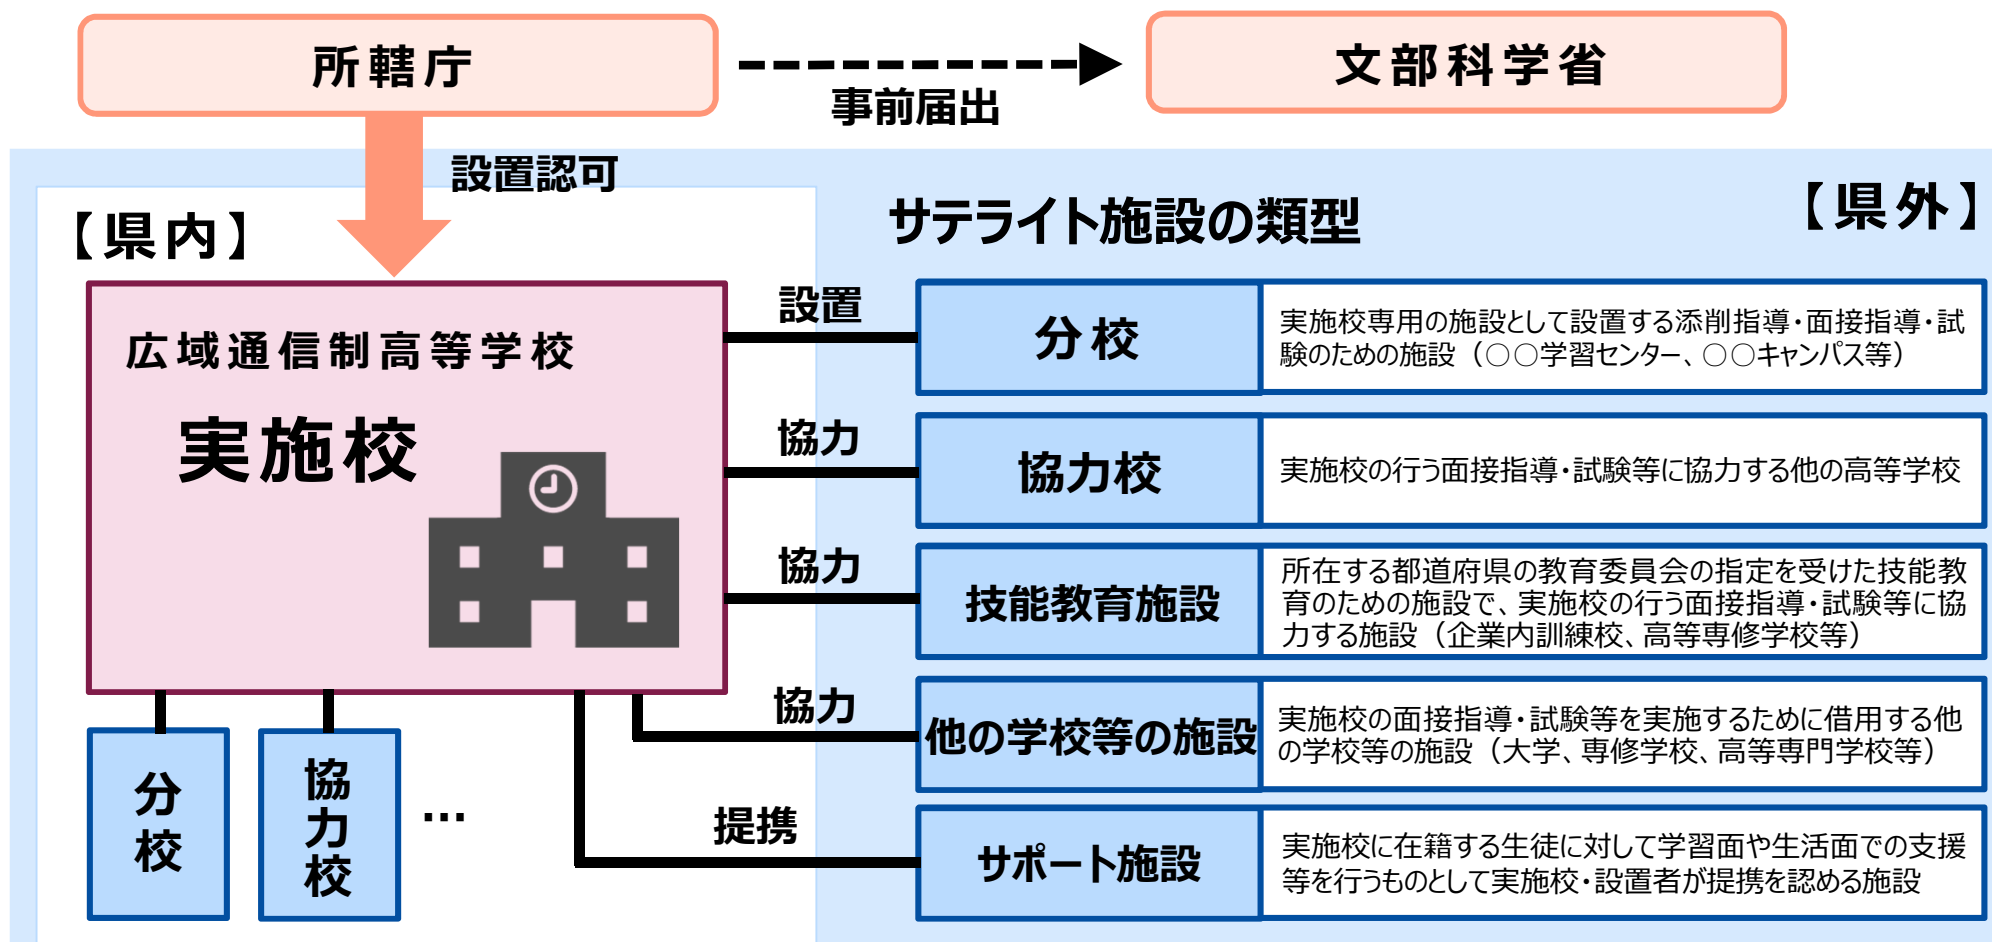 所轄庁
事前届出
文部科学省
設置認可
【県内】
サテライト施設の類型
【県外】
広域通信制高等学校
実施校
設置
分校
実施校専用の施設として設置する添削指導・面接指導・試
験のための施設（○○学習センター、○○キャンパス等）
協力
協力校
実施校の行う面接指導・試験等に協力する他の高等学校
協力
技能教育施設
所在する都道府県の教育委員会の指定を受けた技能教
育のための施設で、実施校の行う面接指導・試験等に協
力する施設（企業内訓練校、高等専修学校等）
協力
他の学校等の施設
実施校の面接指導・試験等を実施するために借用する他
の学校等の施設（大学、専修学校、高等専門学校等）
提携
サポート施設
実施校に在籍する生徒に対して学習面や生活面での支援
等を行うものとして実施校・設置者が提携を認める施設
分校
協力校
…